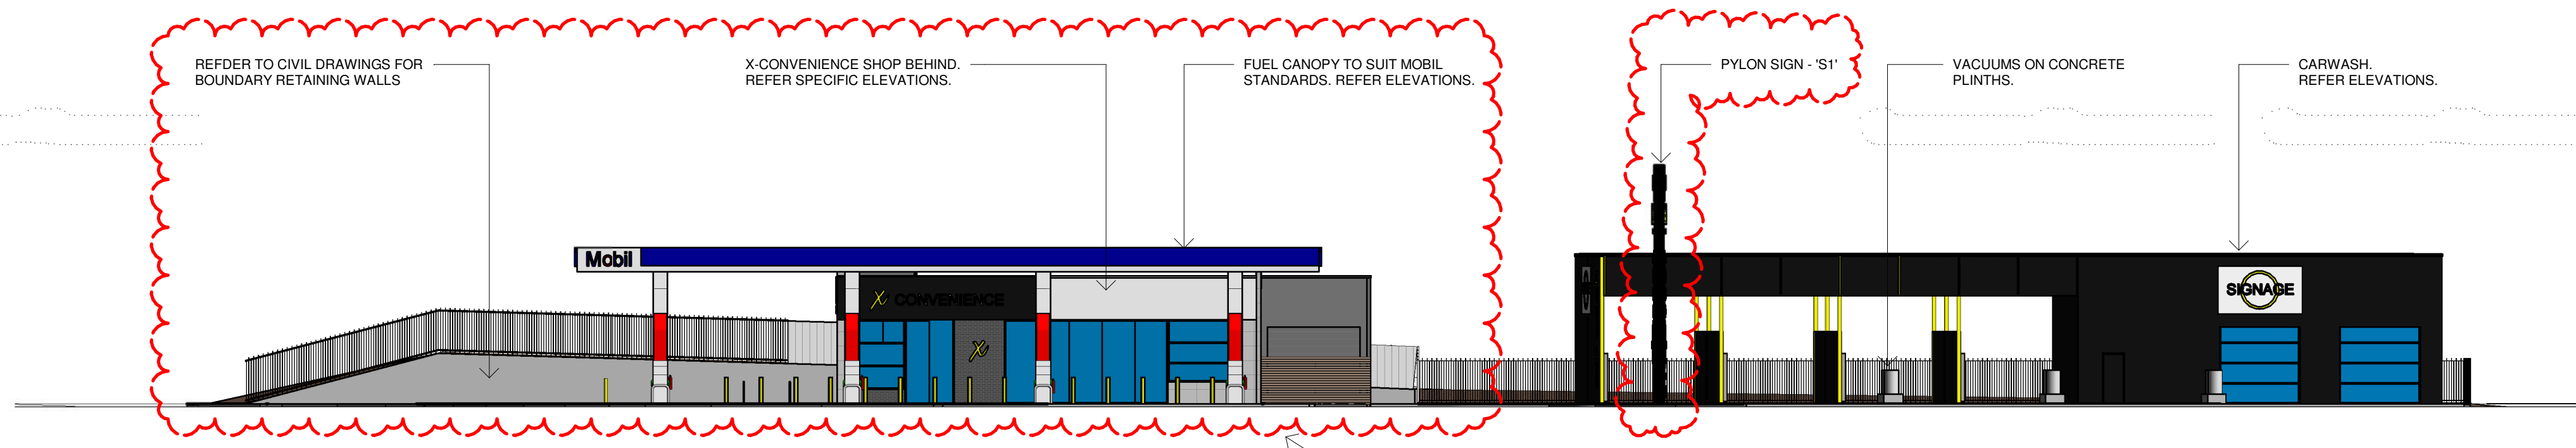 REFDER TO CIVIL DRAWINGS FOR
BOUNDARY RETAINING WALLS
X-CONVENIENCE SHOP BEHIND.
REFER SPECIFIC ELEVATIONS.
FUEL CANOPY TO SUIT MOBIL
STANDARDS. REFER ELEVATIONS.
PYLON SIGN - 'S1'
VACUUMS ON CONCRETE
PLINTHS.
CARWASH.
REFER ELEVATIONS.
Mobil
X CONVENIENCE
X
SIGNAGE